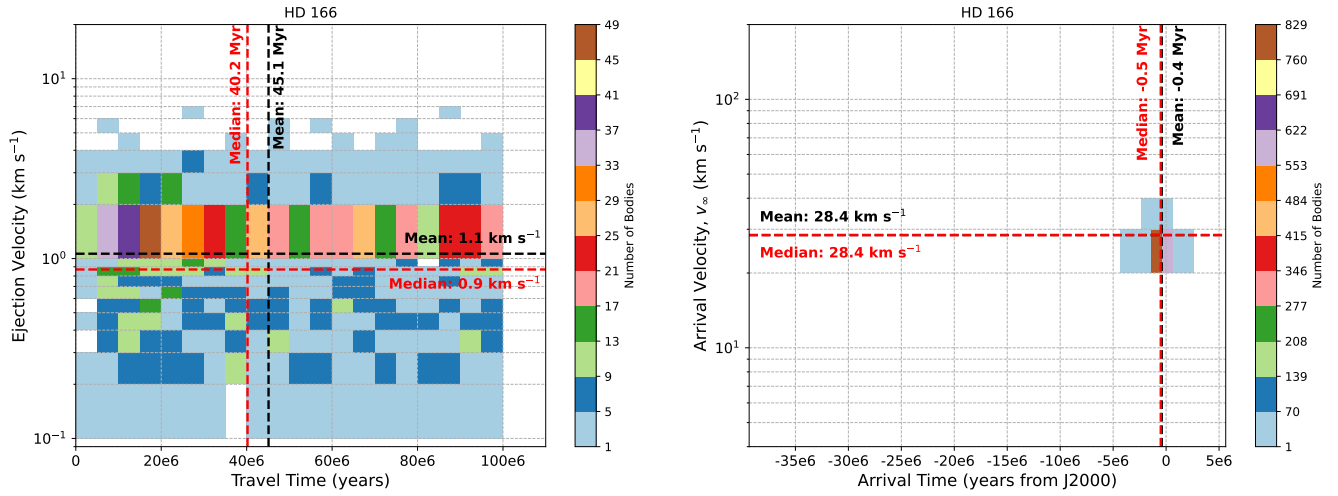 HD 166
Ejection Velocity (km s⁻¹)
10¹
10⁰
10⁻¹
Median: 40.2 Myr
Mean: 45.1 Myr
Mean: 1.1 km s⁻¹
Median: 0.9 km s⁻¹
0 20e6 40e6 60e6 80e6 100e6
Travel Time (years)
49
45
41
37
33
29
25
21
17
13
9
5
1
Number of Bodies
HD 166
Arrival Velocity, v∞ (km s⁻¹)
10²
10¹
Median: -0.5 Myr
Mean: -0.4 Myr
Mean: 28.4 km s⁻¹
Median: 28.4 km s⁻¹
-35e6 -30e6 -25e6 -20e6 -15e6 -10e6 -5e6 0 5e6
Arrival Time (years from J2000)
829
760
691
622
553
484
415
346
277
208
139
70
1
Number of Bodies